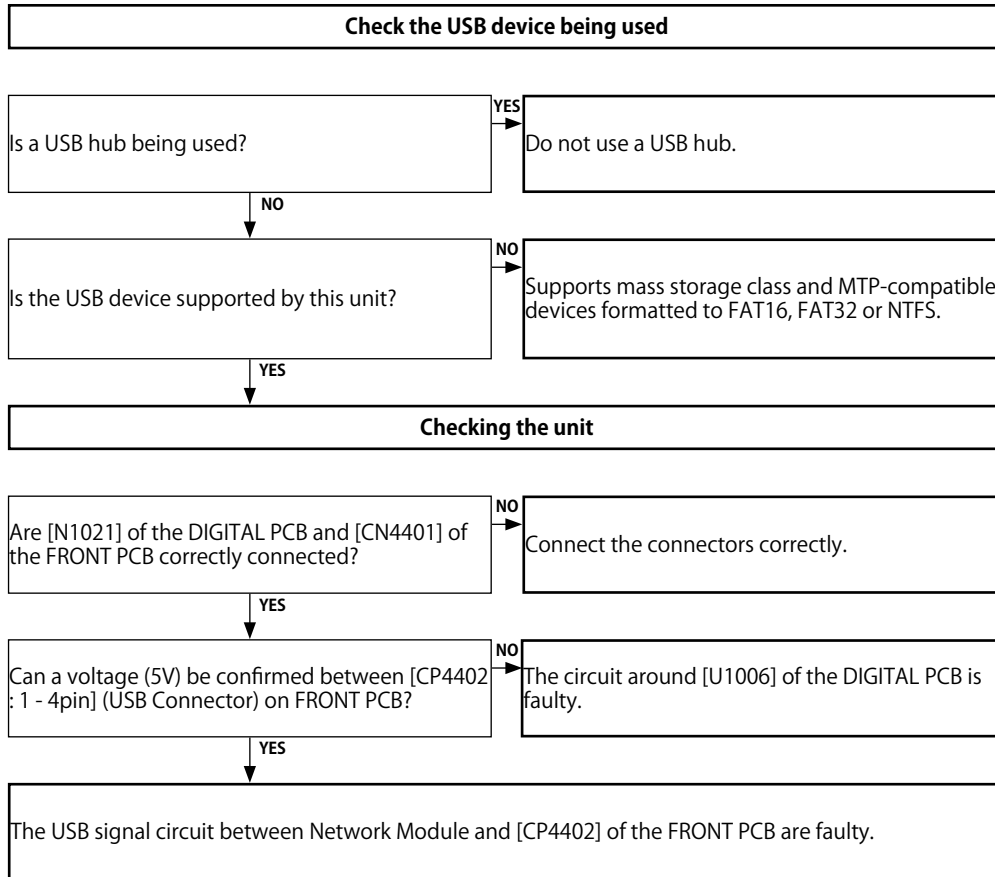 Check the USB device being used
Is a USB hub being used?
YES
Do not use a USB hub.
NO
Is the USB device supported by this unit?
NO
Supports mass storage class and MTP-compatible
devices formatted to FAT16, FAT32 or NTFS.
YES
Checking the unit
Are [N1021] of the DIGITAL PCB and [CN4401] of
the FRONT PCB correctly connected?
NO
Connect the connectors correctly.
YES
Can a voltage (5V) be confirmed between [CP4402
: 1 - 4pin] (USB Connector) on FRONT PCB?
NO
The circuit around [U1006] of the DIGITAL PCB is
faulty.
YES
The USB signal circuit between Network Module and [CP4402] of the FRONT PCB are faulty.